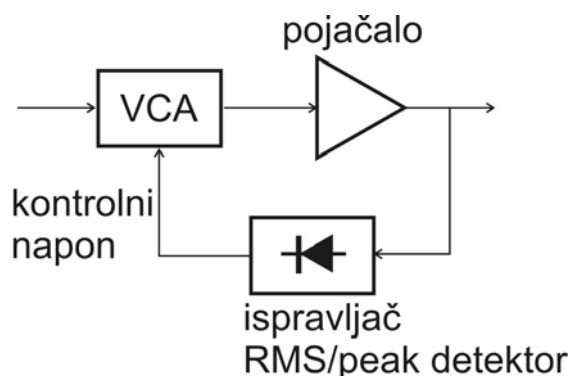 pojačalo
VCA
kontrolni
napon
ispravljač
RMS/peak detektor